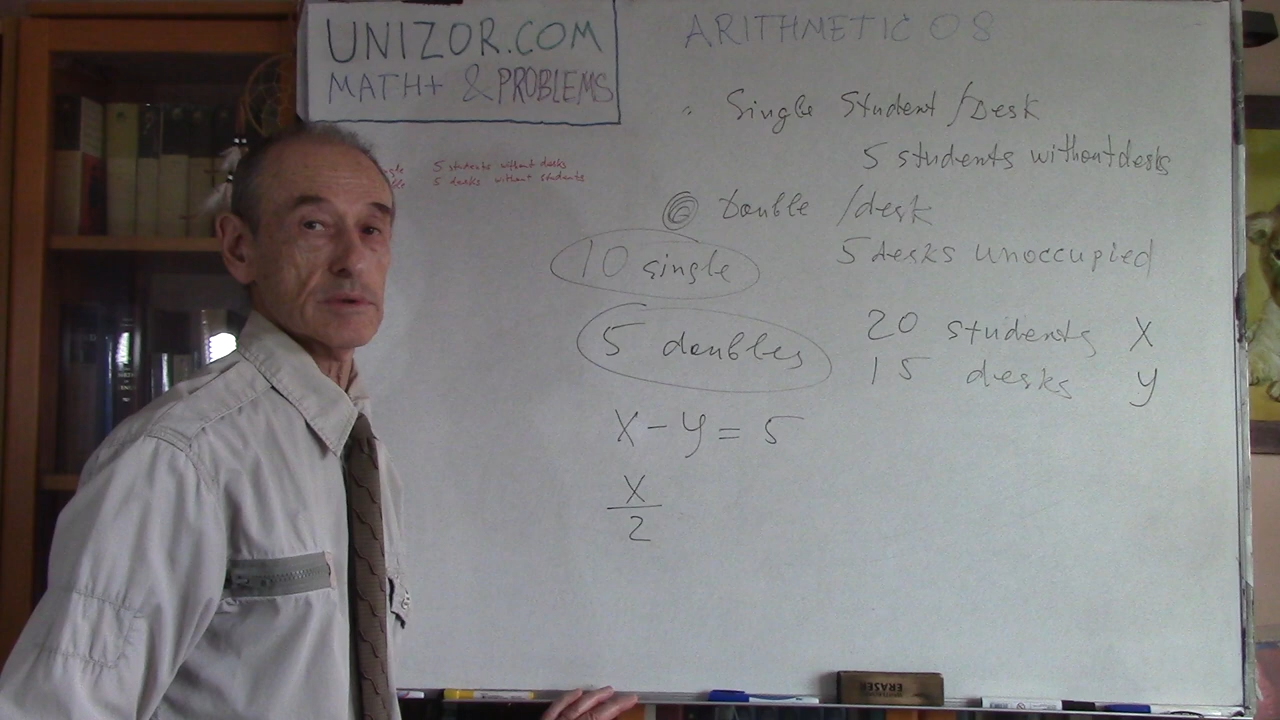 UNIZOR.COM
MATH+ & PROBLEMS
ARITHMETIC 08
Single Student/Desk
5 students without desks
5 students without desks
5 desks without students
Double /desk
10 single
5 desks unoccupied
5 doubles
20 students X
15 desks y
X - y = 5
X
2
ERASER